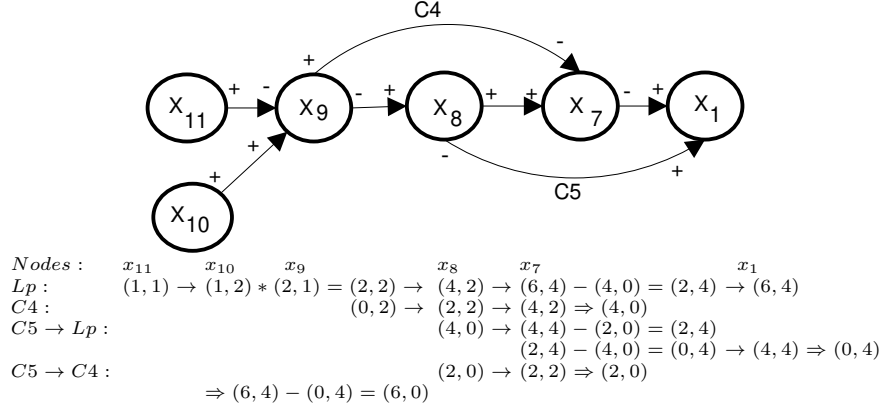 C4
+ -
+ - + - + + + - +
X11 X9 X8 X7 X1
+ + - C5 +
X10
Nodes : x11 x10 x9 x8 x7 x1
Lp : (1, 1) → (1, 2) ∗ (2, 1) = (2, 2) → (4, 2) → (6, 4) − (4, 0) = (2, 4) → (6, 4)
C4 : (0, 2) → (2, 2) → (4, 2) ⇒ (4, 0)
C5 → Lp : (4, 0) → (4, 4) − (2, 0) = (2, 4)
(2, 4) − (4, 0) = (0, 4) → (4, 4) ⇒ (0, 4)
C5 → C4 : (2, 0) → (2, 2) ⇒ (2, 0)
⇒ (6, 4) − (0, 4) = (6, 0)